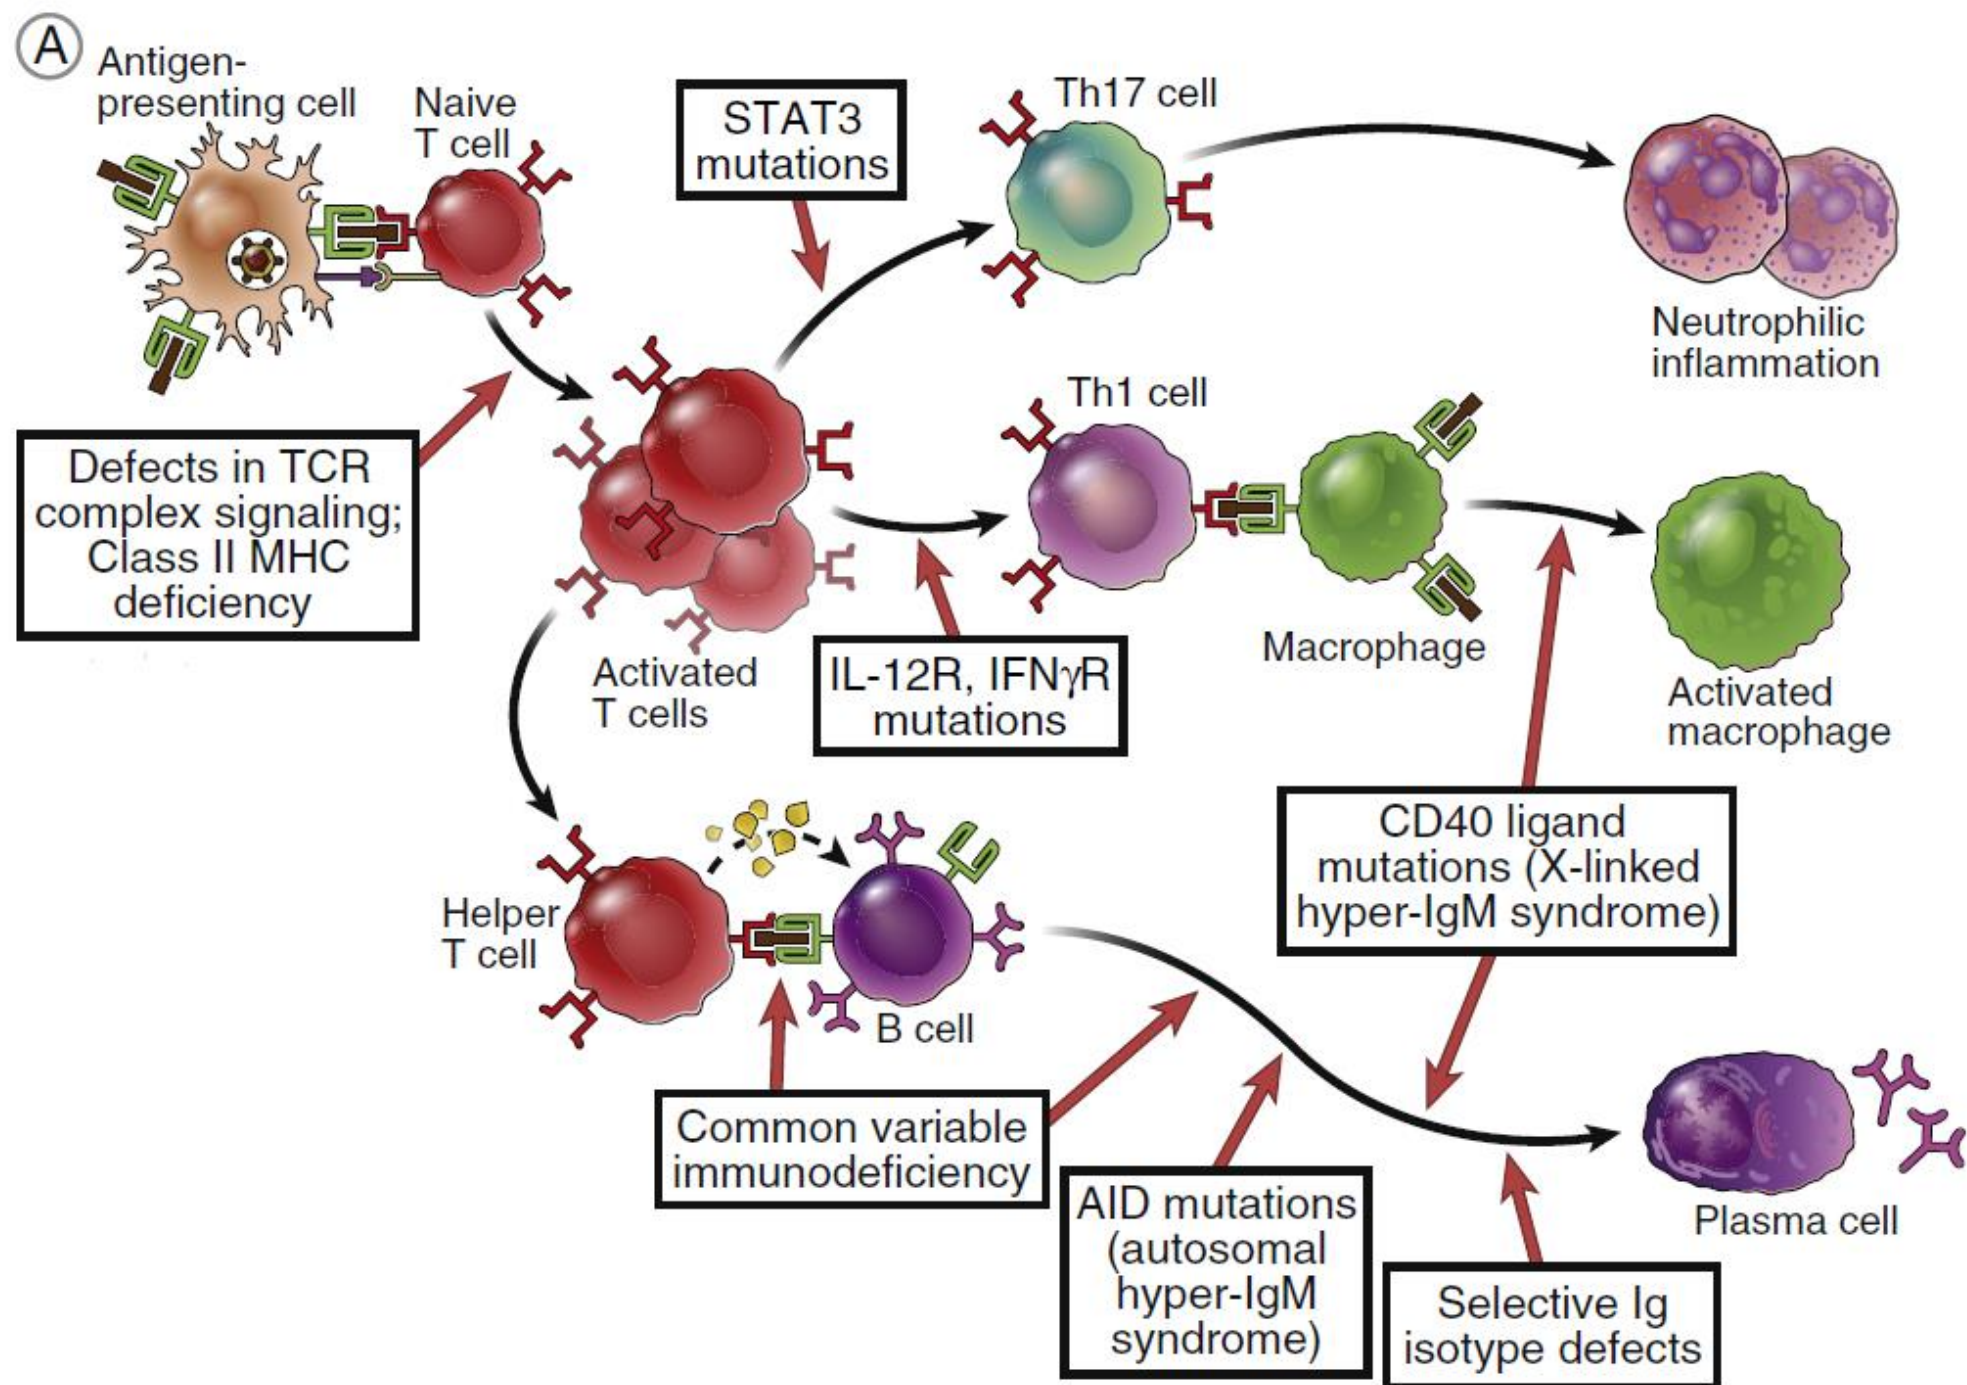 A
Antigen-
presenting cell
Naive
T cell
STAT3
mutations
Th17 cell
Neutrophilic
inflammation
Defects in TCR
complex signaling;
Class II MHC
deficiency
Activated
T cells
IL-12R, IFNγR
mutations
Th1 cell
Macrophage
Activated
macrophage
CD40 ligand
mutations (X-linked
hyper-IgM syndrome)
Helper
T cell
B cell
Common variable
immunodeficiency
AID mutations
(autosomal
hyper-IgM
syndrome)
Selective Ig
isotype defects
Plasma cell